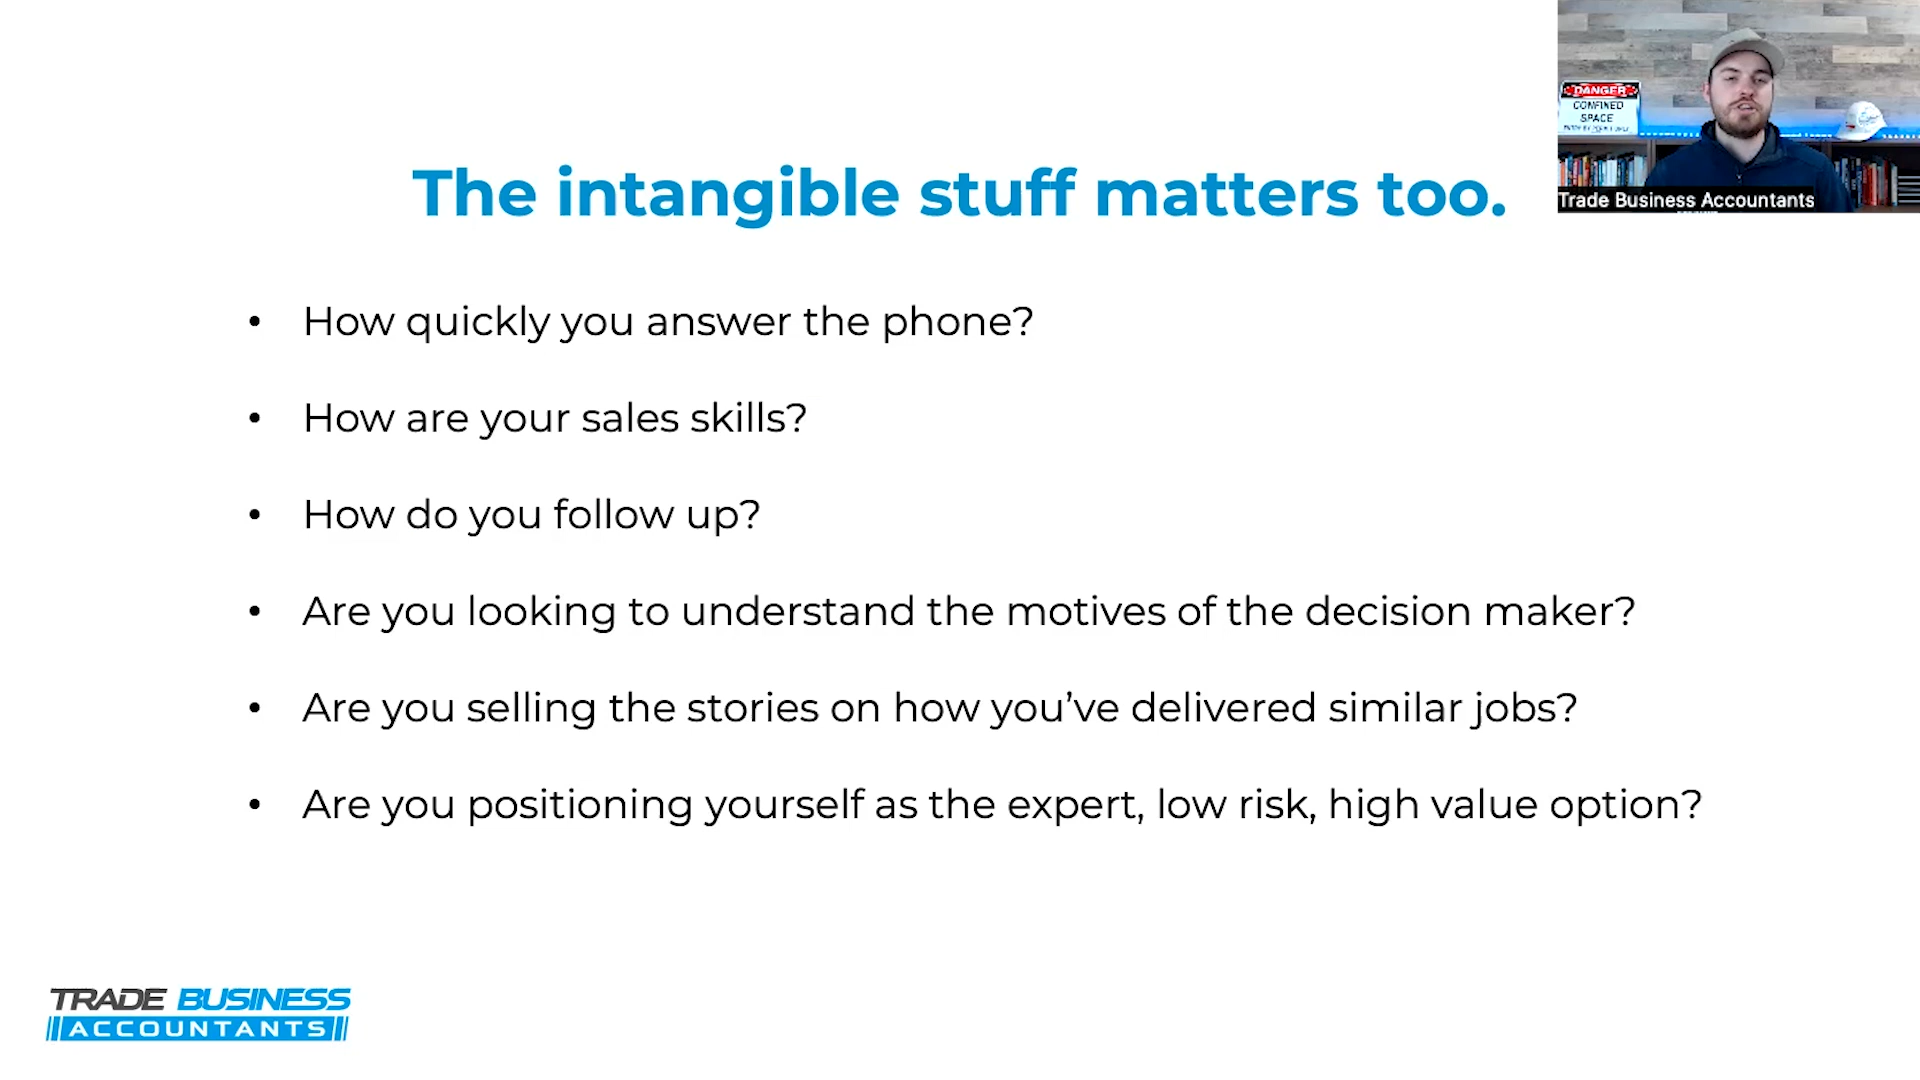 The intangible stuff matters too.
• How quickly you answer the phone?
• How are your sales skills?
• How do you follow up?
• Are you looking to understand the motives of the decision maker?
• Are you selling the stories on how you’ve delivered similar jobs?
• Are you positioning yourself as the expert, low risk, high value option?
DANGER
CONFINED
SPACE
Trade Business Accountants
TRADE BUSINESS
ACCOUNTANTS